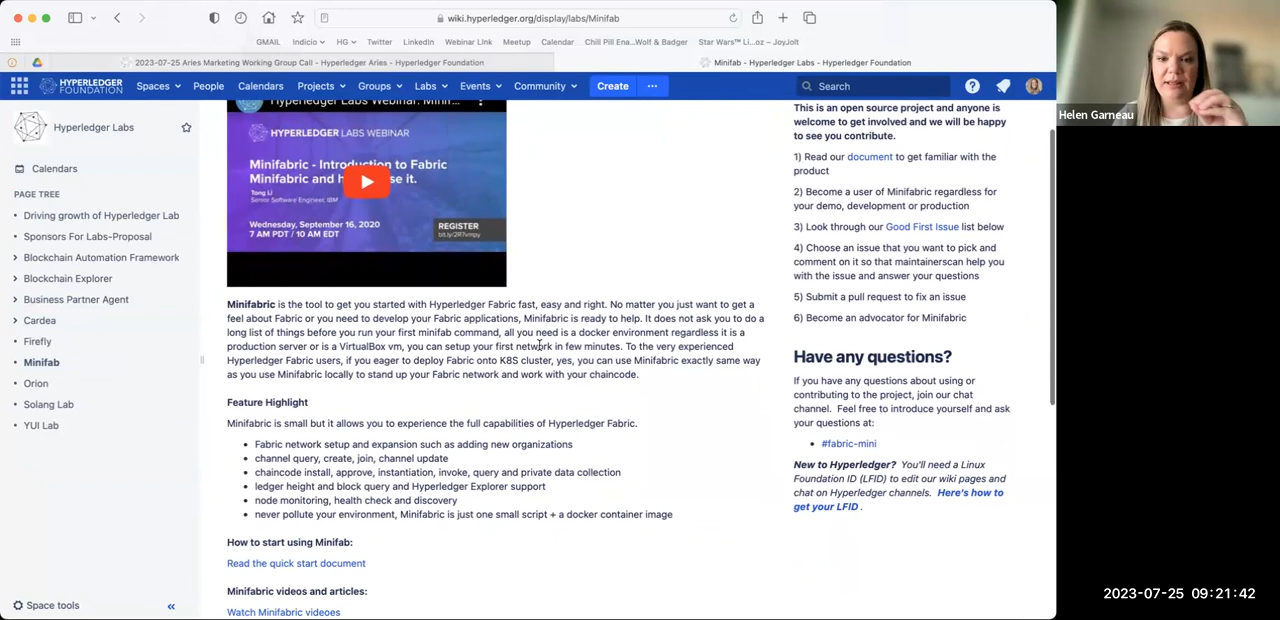 wiki.hyperledger.org/display/labs/Minifab
GMAIL Indicio HG Twitter LinkedIn Webinar LInk Meetup Calendar Chill Pill Ena...Wolf & Badger Star Wars™ Li...oz – JoyJolt
2023-07-25 Aries Marketing Working Group Call - Hyperledger Aries - Hyperledger Foundation
Minifab - Hyperledger Labs - Hyperledger Foundation
HYPERLEDGER FOUNDATION Spaces People Calendars Projects Groups Labs Events Community Create ... Search
Hyperledger Labs
Calendars
PAGE TREE
Driving growth of Hyperledger Lab
Sponsors For Labs-Proposal
Blockchain Automation Framework
Blockchain Explorer
Business Partner Agent
Cardea
Firefly
Minifab
Orion
Solang Lab
YUI Lab
Space tools
Hyperledger Labs Webinar: Minif...
HYPERLEDGER LABS WEBINAR
Minifabric - Introduction to Fabric
Minifabric and h se it.
Tong Li
Senior Software Engineer, IBM
Wednesday, September 16, 2020
7 AM PDT / 10 AM EDT
REGISTER
Minifabric is the tool to get you started with Hyperledger Fabric fast, easy and right. No matter you just want to get a
feel about Fabric or you need to develop your Fabric applications, Minifabric is ready to help. It does not ask you to do a
long list of things before you run your first minifab command, all you need is a docker environment regardless it is a
production server or is a VirtualBox vm, you can setup your first network in few minutes. To the very experienced
Hyperledger Fabric users, if you eager to deploy Fabric onto K8S cluster, yes, you can use Minifabric exactly same way
as you use Minifabric locally to stand up your Fabric network and work with your chaincode.
Feature Highlight
Minifabric is small but it allows you to experience the full capabilities of Hyperledger Fabric.
• Fabric network setup and expansion such as adding new organizations
• channel query, create, join, channel update
• chaincode install, approve, instantiation, invoke, query and private data collection
• ledger height and block query and Hyperledger Explorer support
• node monitoring, health check and discovery
• never pollute your environment, Minifabric is just one small script + a docker container image
How to start using Minifab:
Read the quick start document
Minifabric videos and articles:
Watch Minifabric videoes
This is an open source project and anyone is
welcome to get involved and we will be happy
to see you contribute.
1) Read our document to get familiar with the
product
2) Become a user of Minifabric regardless for
your demo, development or production
3) Look through our Good First Issue list below
4) Choose an issue that you want to pick and
comment on it so that maintainerscan help you
with the issue and answer your questions
5) Submit a pull request to fix an issue
6) Become an advocator for Minifabric
Have any questions?
If you have any questions about using or
contributing to the project, join our chat
channel. Feel free to introduce yourself and ask
your questions at:
• #fabric-mini
New to Hyperledger? You'll need a Linux
Foundation ID (LFID) to edit our wiki pages and
chat on Hyperledger channels. Here's how to
get your LFID .
Helen Garneau
2023-07-25 09:21:42